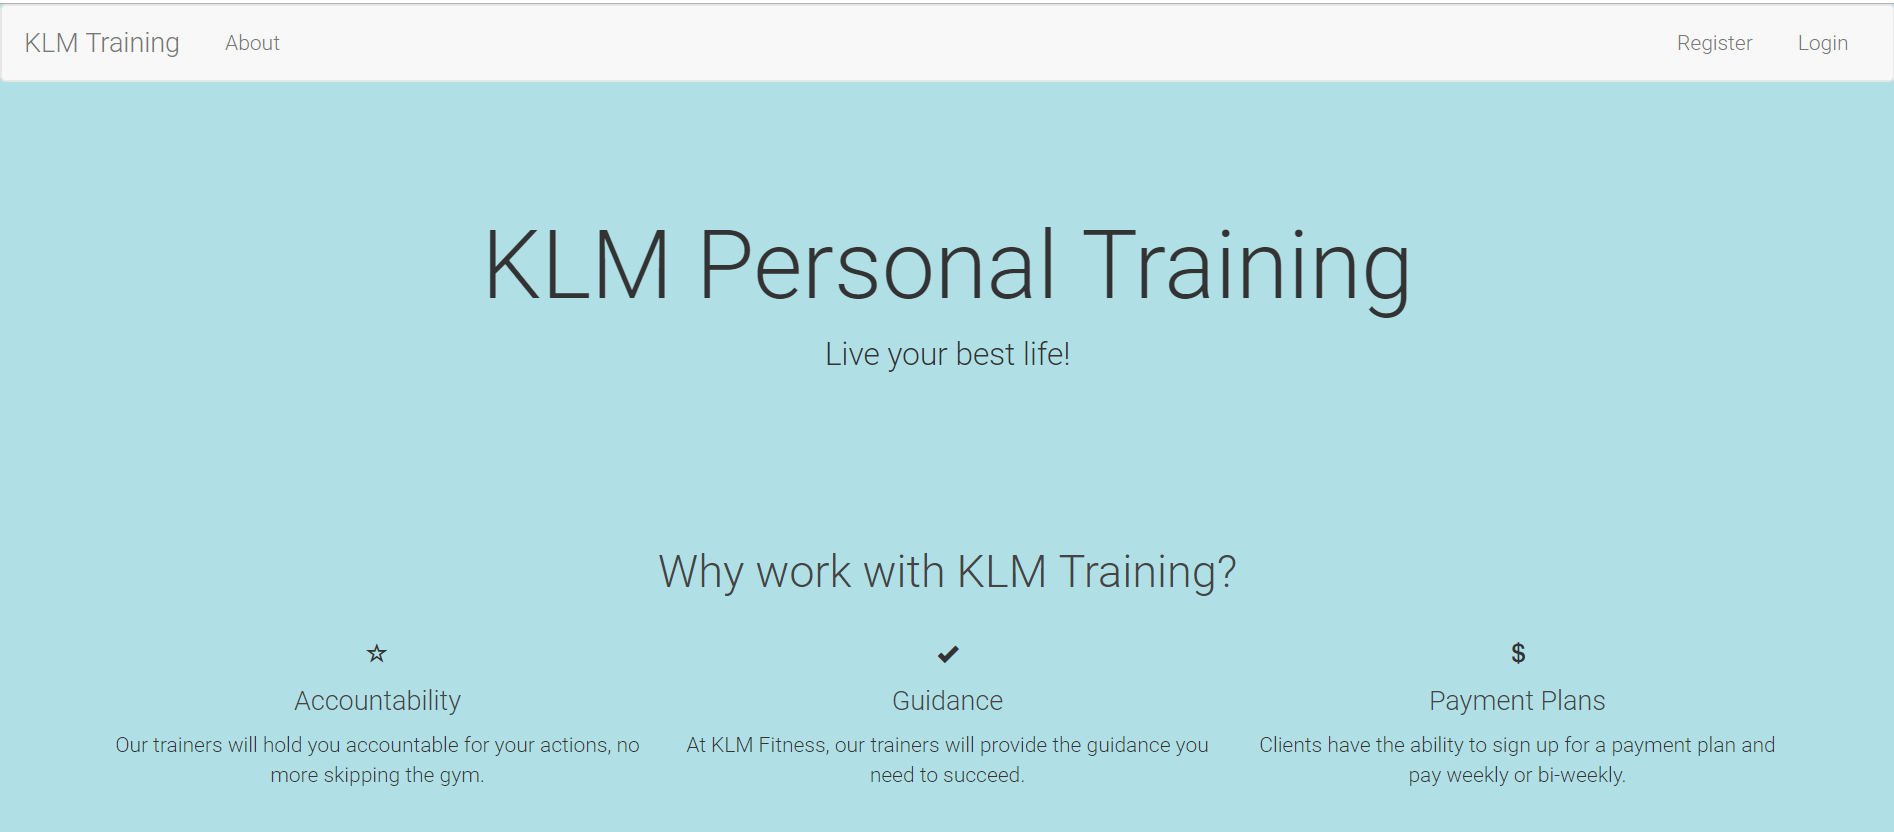 KLM Training About Register Login
KLM Personal Training
Live your best life!
Why work with KLM Training?
Accountability
Our trainers will hold you accountable for your actions, no
more skipping the gym.
Guidance
At KLM Fitness, our trainers will provide the guidance you
need to succeed.
$
Payment Plans
Clients have the ability to sign up for a payment plan and
pay weekly or bi-weekly.